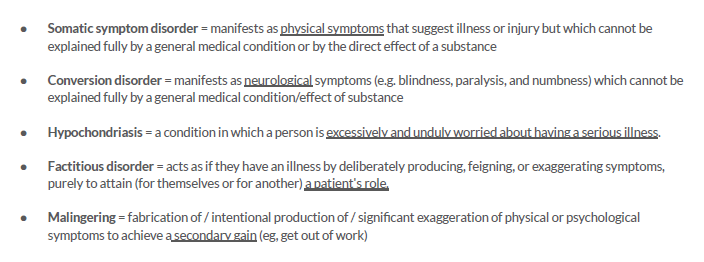 • Somatic symptom disorder = manifests as physical symptoms that suggest illness or injury but which cannot be
explained fully by a general medical condition or by the direct effect of a substance
• Conversion disorder = manifests as neurological symptoms (e.g. blindness, paralysis, and numbness) which cannot be
explained fully by a general medical condition/effect of substance
• Hypochondriasis = a condition in which a person is excessively and unduly worried about having a serious illness.
• Factitious disorder = acts as if they have an illness by deliberately producing, feigning, or exaggerating symptoms,
purely to attain (for themselves or for another) a patient's role.
• Malingering = fabrication of / intentional production of / significant exaggeration of physical or psychological
symptoms to achieve a secondary gain (eg, get out of work)